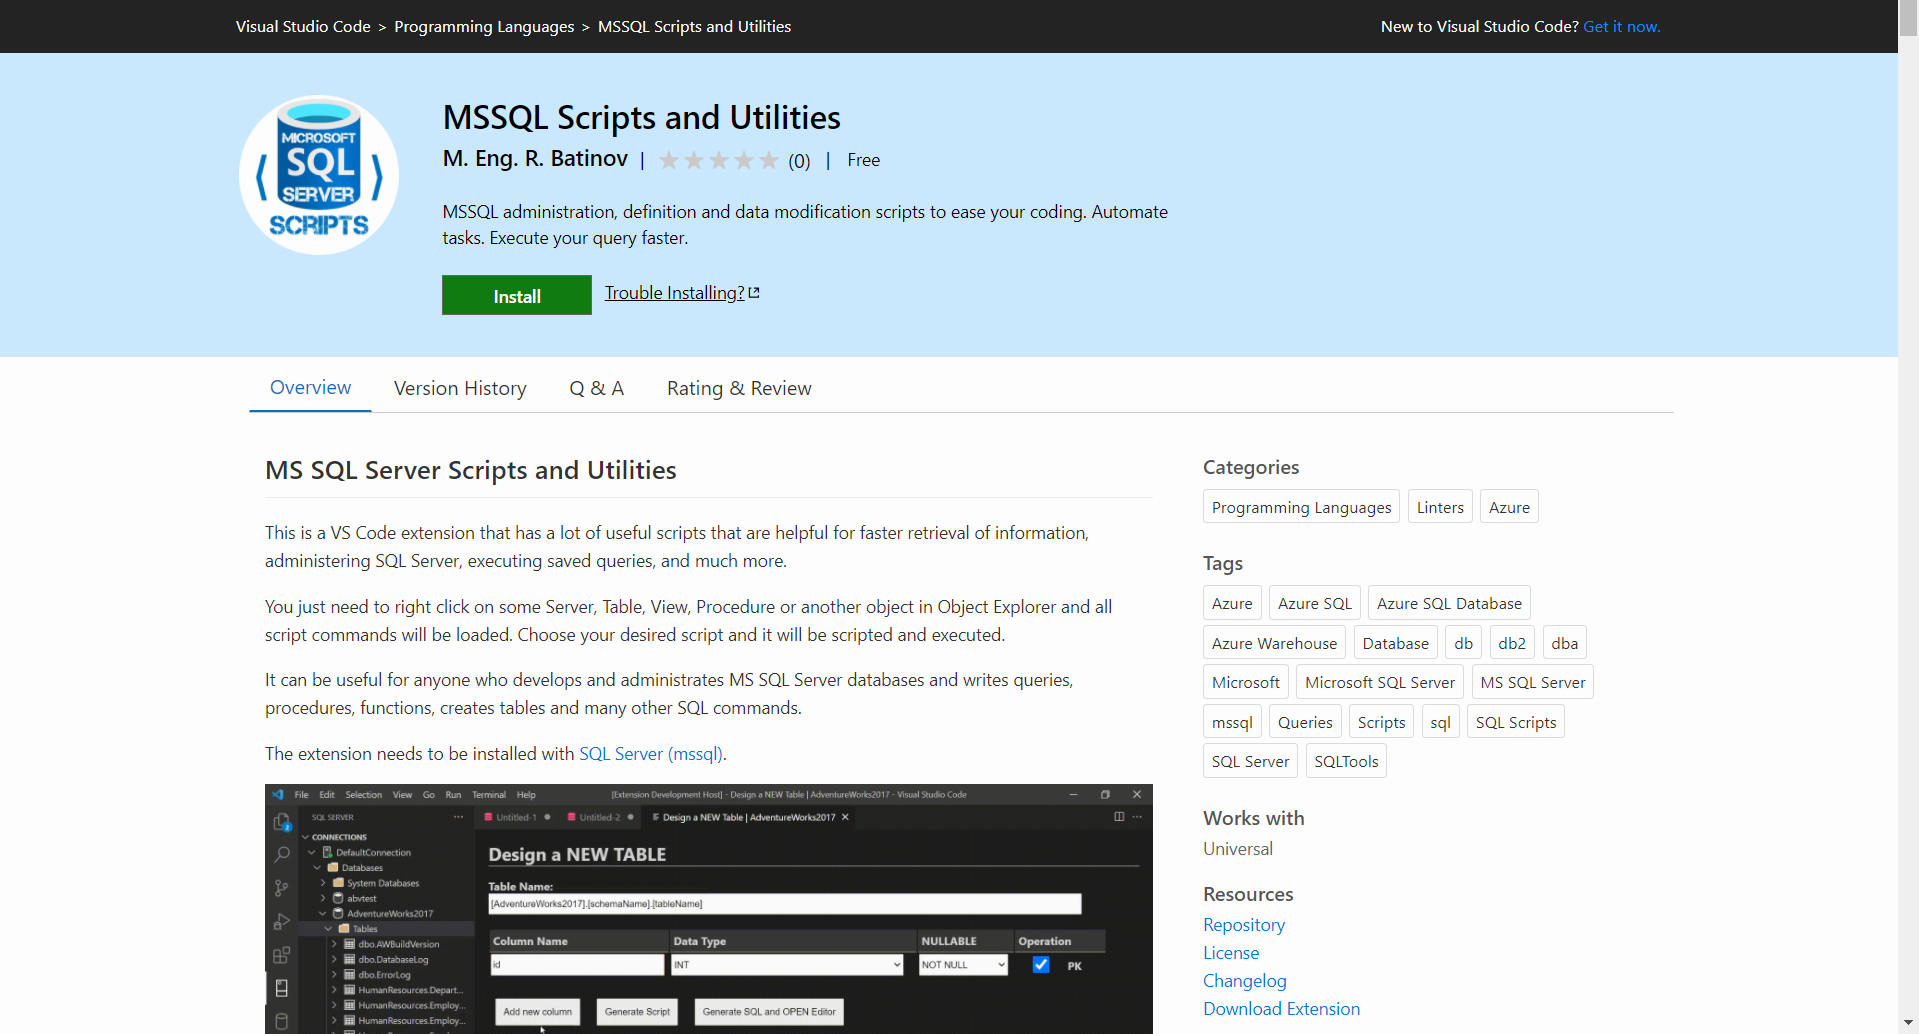 Visual Studio Code > Programming Languages > MSSQL Scripts and Utilities
New to Visual Studio Code? Get it now.
MICROSOFT
SQL
SERVER
SCRIPTS
MSSQL Scripts and Utilities
M. Eng. R. Batinov | (0) | Free
MSSQL administration, definition and data modification scripts to ease your coding. Automate
tasks. Execute your query faster.
Install Trouble Installing?
Overview Version History Q & A Rating & Review
MS SQL Server Scripts and Utilities
This is a VS Code extension that has a lot of useful scripts that are helpful for faster retrieval of information,
administering SQL Server, executing saved queries, and much more.
You just need to right click on some Server, Table, View, Procedure or another object in Object Explorer and all
script commands will be loaded. Choose your desired script and it will be scripted and executed.
It can be useful for anyone who develops and administrates MS SQL Server databases and writes queries,
procedures, functions, creates tables and many other SQL commands.
The extension needs to be installed with SQL Server (mssql).
File Edit Selection View Go Run Terminal Help
[Extension Development Host] - Design a NEW Table | AdventureWorks2017 - Visual Studio Code
SQL SERVER
Untitled-1 Untitled-2 Design a NEW Table | AdventureWorks2017
CONNECTIONS
DefaultConnection
Databases
System Databases
abvtest
AdventureWorks2017
Tables
dbo.AWBuildVersion
dbo.DatabaseLog
dbo.ErrorLog
HumanResources.Depart...
HumanResources.Employ...
HumanResources.Employ...
Design a NEW TABLE
Table Name:
[AdventureWorks2017].[schemaName].[tableName]
Column Name Data Type NULLABLE Operation
id INT NOT NULL PK
Add new column Generate Script Generate SQL and OPEN Editor
Categories
Programming Languages Linters Azure
Tags
Azure Azure SQL Azure SQL Database
Azure Warehouse Database db db2 dba
Microsoft Microsoft SQL Server MS SQL Server
mssql Queries Scripts sql SQL Scripts
SQL Server SQLTools
Works with
Universal
Resources
Repository
License
Changelog
Download Extension